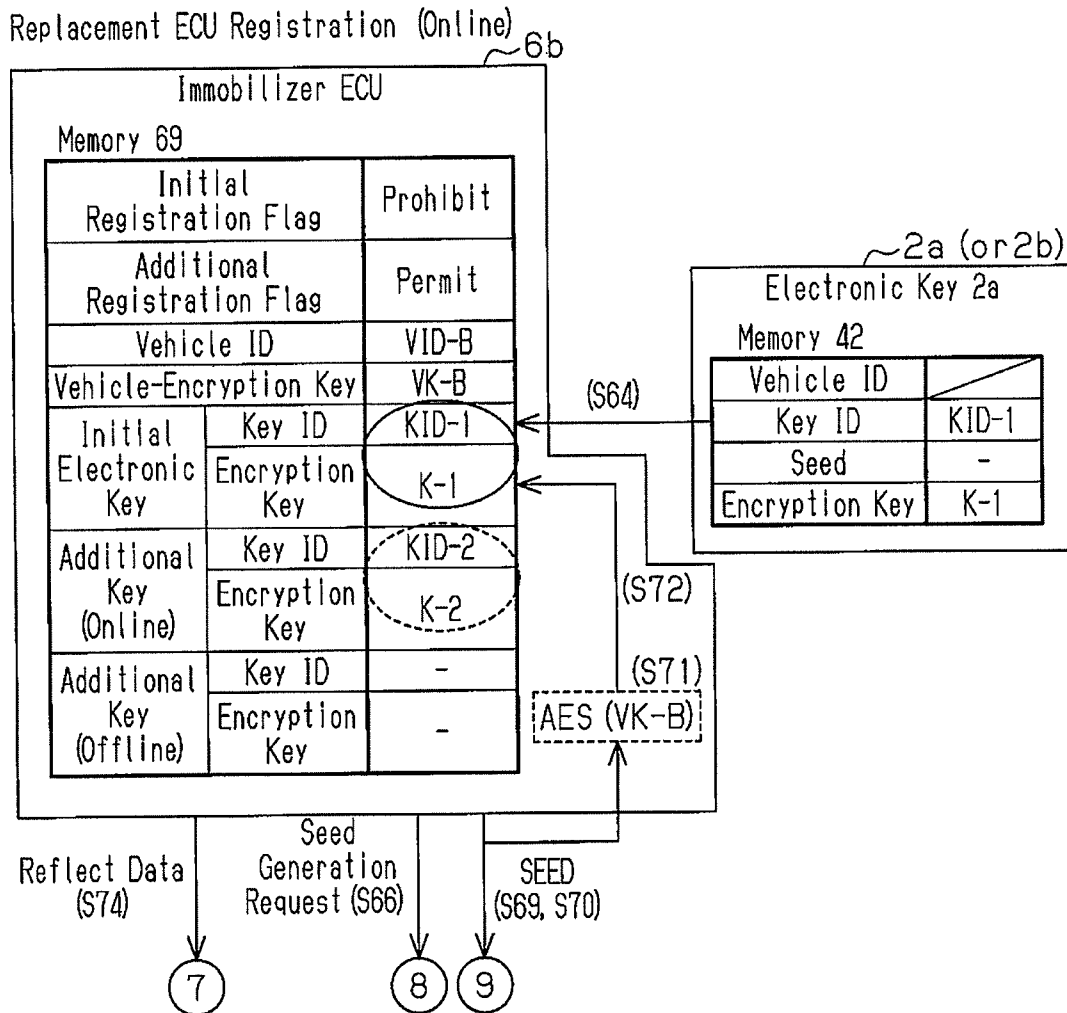 Replacement ECU Registration (Online)
6b
Immobilizer ECU
Memory 69
Initial
Registration Flag
Prohibit
Additional
Registration Flag
Permit
Vehicle ID
VID-B
Vehicle-Encryption Key
VK-B
Initial
Electronic
Key
Key ID
KID-1
Encryption
Key
K-1
Additional
Key
(Online)
Key ID
KID-2
Encryption
Key
K-2
Additional
Key
(Offline)
Key ID
-
Encryption
Key
-
2a (or 2b)
Electronic Key 2a
Memory 42
Vehicle ID
Key ID
KID-1
Seed
-
Encryption Key
K-1
(S64)
(S72)
(S71)
AES (VK-B)
Reflect Data
(S74)
Seed
Generation
Request (S66)
SEED
(S69, S70)
7
8
9